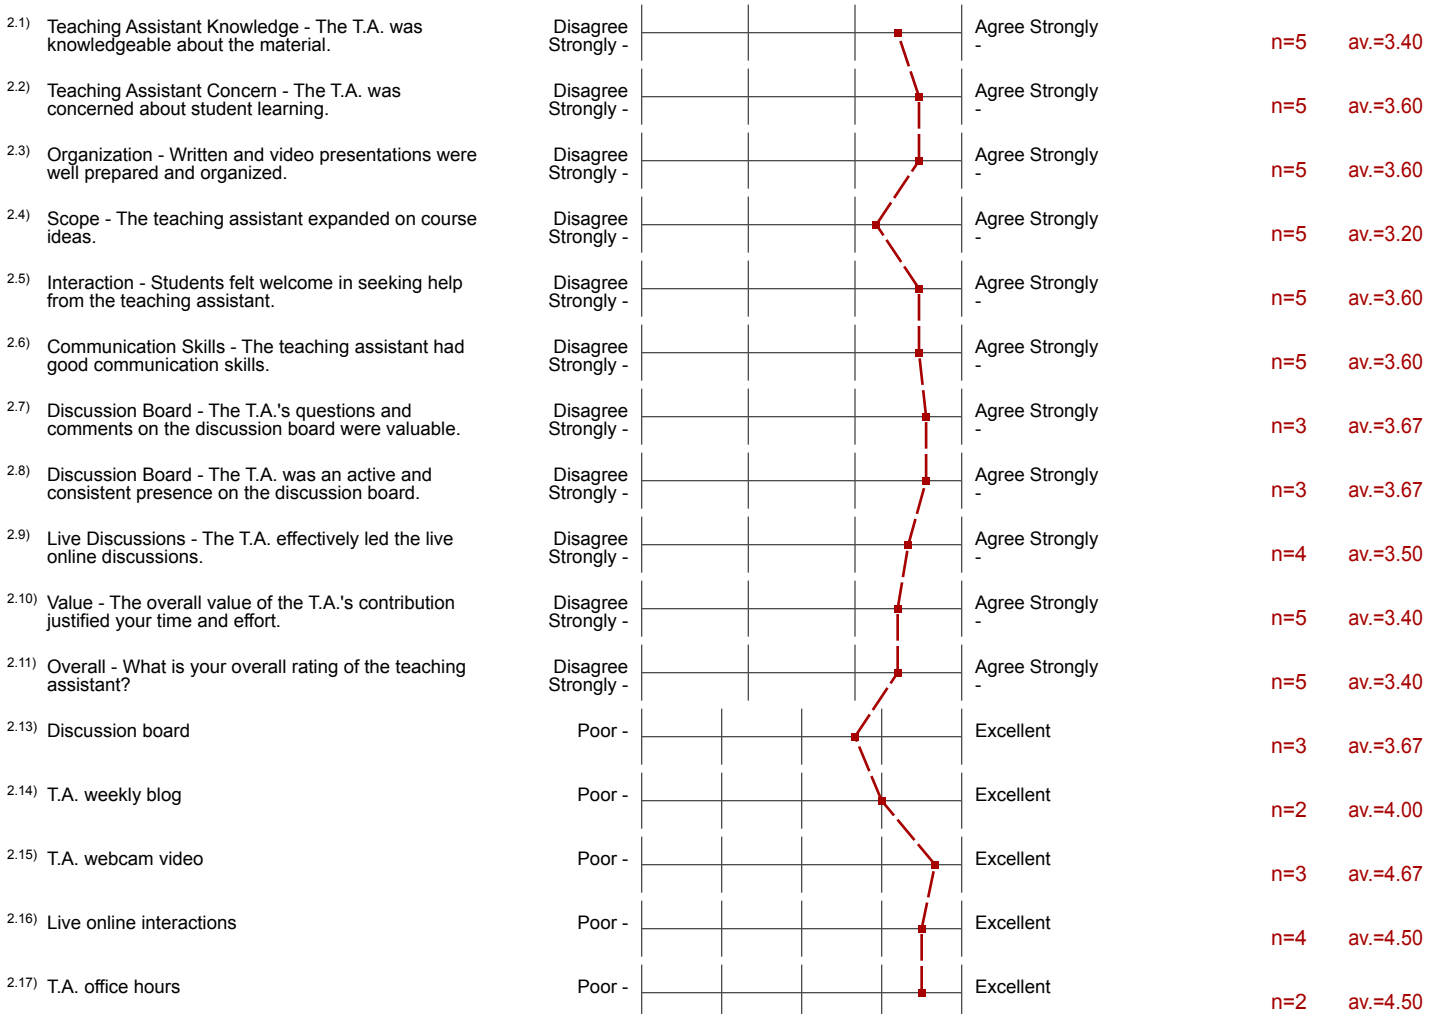 2.1) Teaching Assistant Knowledge - The T.A. was Disagree Agree Strongly
knowledgeable about the material. Strongly - - n=5 av.=3.40
2.2) Teaching Assistant Concern - The T.A. was Disagree Agree Strongly
concerned about student learning. Strongly - - n=5 av.=3.60
2.3) Organization - Written and video presentations were Disagree Agree Strongly
well prepared and organized. Strongly - - n=5 av.=3.60
2.4) Scope - The teaching assistant expanded on course Disagree Agree Strongly
ideas. Strongly - - n=5 av.=3.20
2.5) Interaction - Students felt welcome in seeking help Disagree Agree Strongly
from the teaching assistant. Strongly - - n=5 av.=3.60
2.6) Communication Skills - The teaching assistant had Disagree Agree Strongly
good communication skills. Strongly - - n=5 av.=3.60
2.7) Discussion Board - The T.A.'s questions and Disagree Agree Strongly
comments on the discussion board were valuable. Strongly - - n=3 av.=3.67
2.8) Discussion Board - The T.A. was an active and Disagree Agree Strongly
consistent presence on the discussion board. Strongly - - n=3 av.=3.67
2.9) Live Discussions - The T.A. effectively led the live Disagree Agree Strongly
online discussions. Strongly - - n=4 av.=3.50
2.10) Value - The overall value of the T.A.'s contribution Disagree Agree Strongly
justified your time and effort. Strongly - - n=5 av.=3.40
2.11) Overall - What is your overall rating of the teaching Disagree Agree Strongly
assistant? Strongly - - n=5 av.=3.40
2.13) Discussion board Poor - Excellent
n=3 av.=3.67
2.14) T.A. weekly blog Poor - Excellent
n=2 av.=4.00
2.15) T.A. webcam video Poor - Excellent
n=3 av.=4.67
2.16) Live online interactions Poor - Excellent
n=4 av.=4.50
2.17) T.A. office hours Poor - Excellent
n=2 av.=4.50